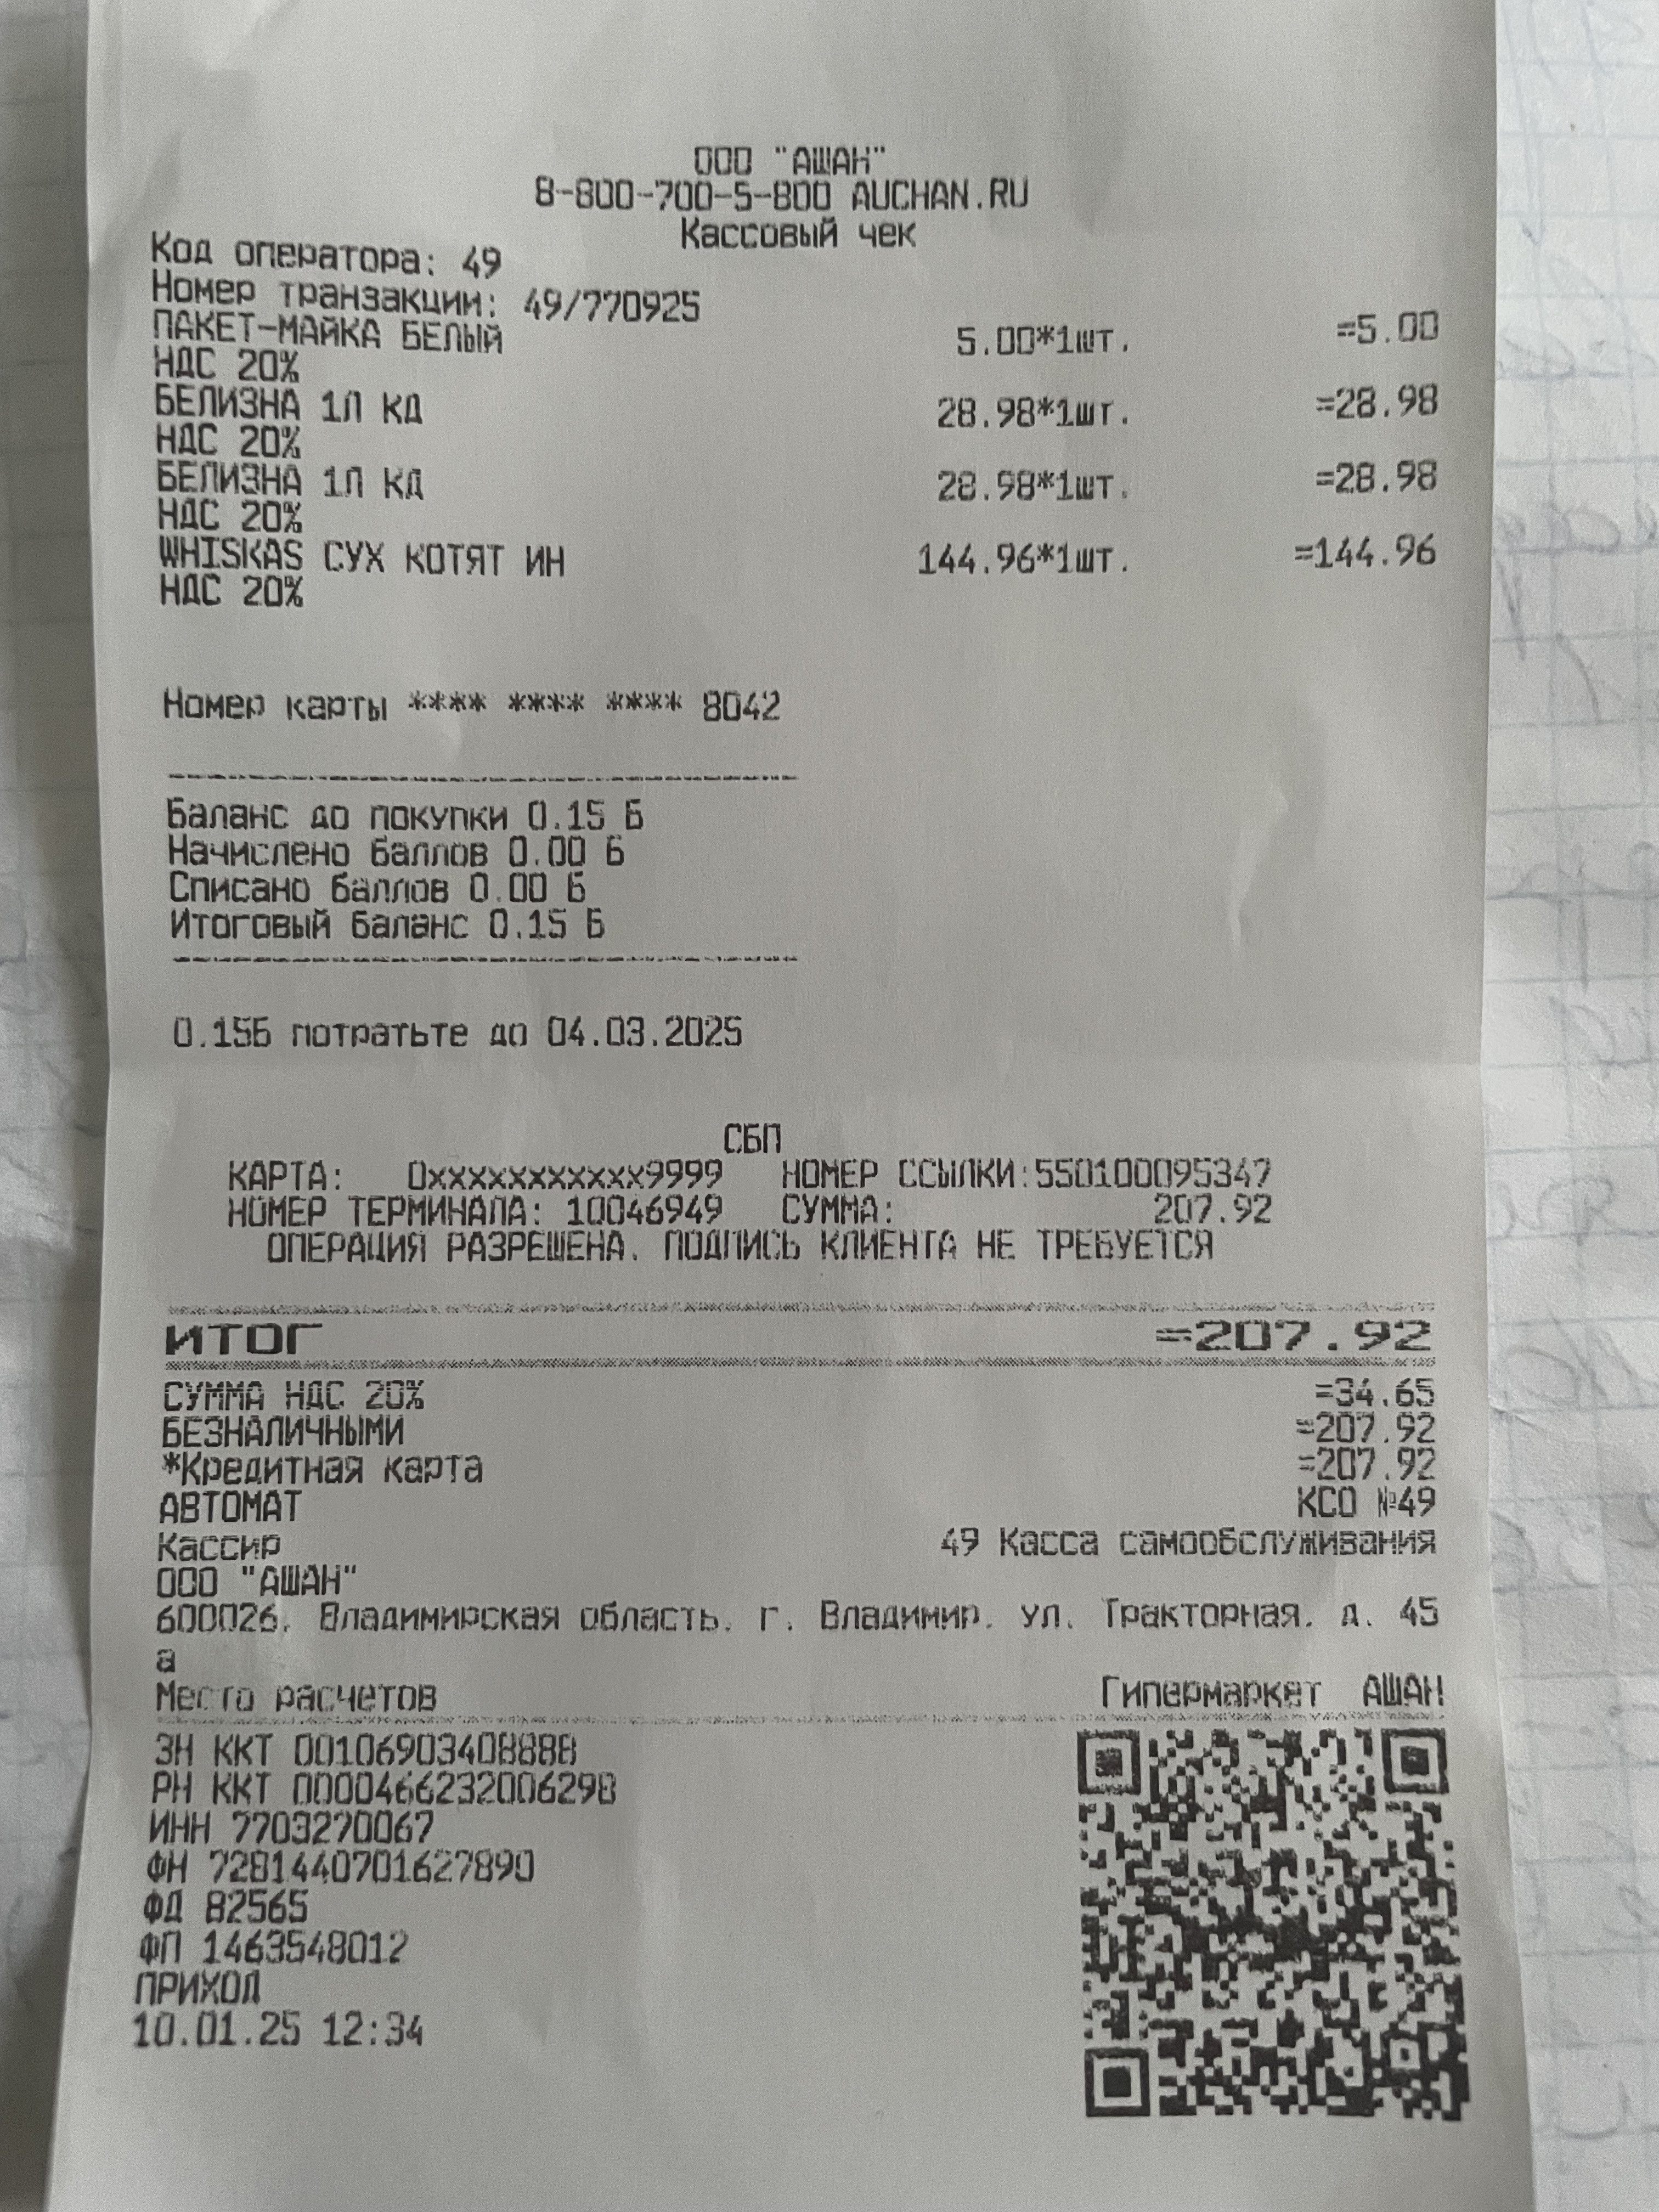 ООО "АШАН"
8-800-700-5-800 AUCHAN.RU
Кассовый чек
Код оператора: 49
Номер транзакции: 49/770925
ПАКЕТ-МАЙКА БЕЛЫЙ 5.00*1шт. =5.00
НДС 20%
БЕЛИЗНА 1Л КД 28.98*1шт. =28.98
НДС 20%
БЕЛИЗНА 1Л КД 28.98*1шт. =28.98
НДС 20%
WHISKAS СУХ КОТЯТ ИН 144.96*1шт. =144.96
НДС 20%
Номер карты **** **** **** 8042
Баланс до покупки 0.15 Б
Начислено баллов 0.00 Б
Списано баллов 0.00 Б
Итоговый баланс 0.15 Б
0.15Б потратьте до 04.03.2025
СБП
КАРТА: 0xxxxxxxxxxx9999 НОМЕР ССЫЛКИ:550100095347
НОМЕР ТЕРМИНАЛА: 10046949 СУММА: 207.92
ОПЕРАЦИЯ РАЗРЕШЕНА. ПОДПИСЬ КЛИЕНТА НЕ ТРЕБУЕТСЯ
ИТОГ =207.92
СУММА НДС 20% =34.65
БЕЗНАЛИЧНЫМИ =207.92
*Кредитная карта =207.92
АВТОМАТ КСО №49
Кассир 49 Касса самообслуживания
ООО "АШАН"
600026, Владимирская область, г. Владимир, ул. Тракторная, д. 45
а
Место расчетов Гипермаркет АШАН
ЗН ККТ 00106903408888
РН ККТ 0000466232006298
ИНН 7703270067
ФН 7281440701627890
ФД 82565
ФП 1463548012
ПРИХОД
10.01.25 12:34